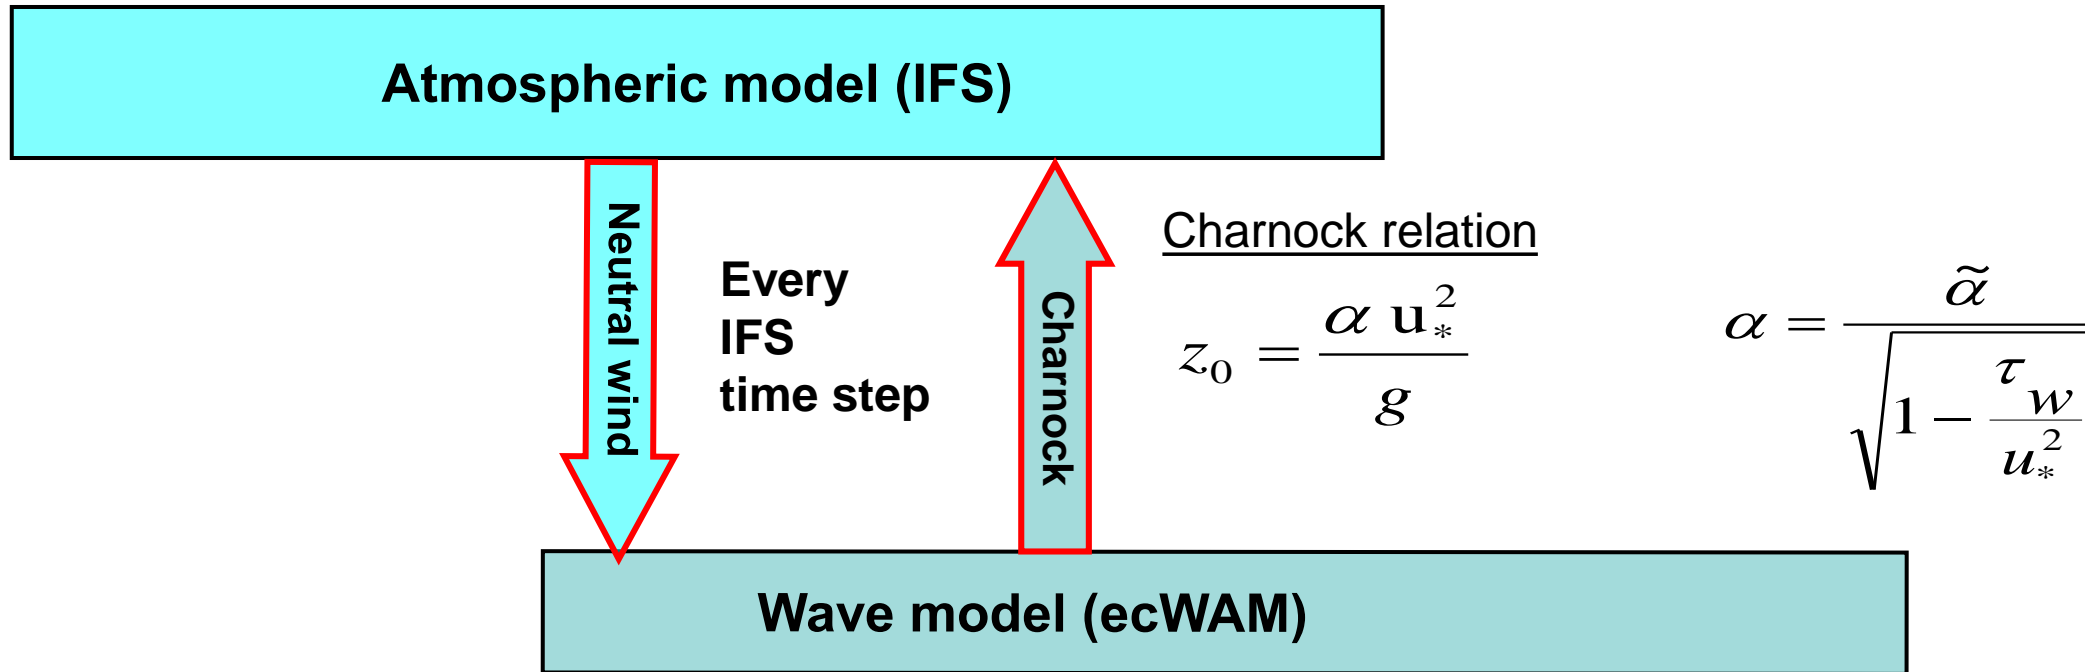 Atmospheric model (IFS)
Neutral wind
Every
IFS
time step
Charnock
Charnock relation
z₀ = α u*² / g
α = α̃ / √(1 − τ_w / u*²)
Wave model (ecWAM)